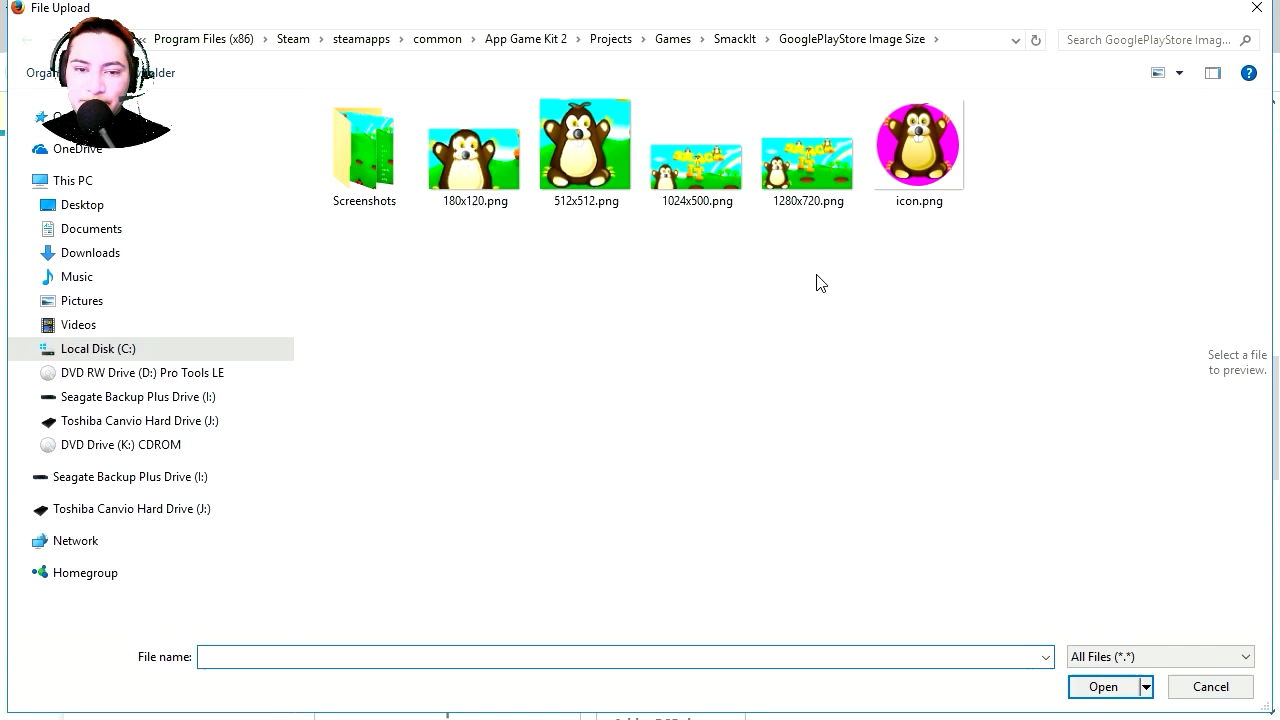 File Upload
Program Files (x86) > Steam > steamapps > common > App Game Kit 2 > Projects > Games > SmackIt > GooglePlayStore Image Size >
Search GooglePlayStore Imag...
Organ
older
OneDrive
This PC
Desktop
Documents
Downloads
Music
Pictures
Videos
Local Disk (C:)
DVD RW Drive (D:) Pro Tools LE
Seagate Backup Plus Drive (I:)
Toshiba Canvio Hard Drive (J:)
DVD Drive (K:) CDROM
Seagate Backup Plus Drive (I:)
Toshiba Canvio Hard Drive (J:)
Network
Homegroup
Screenshots
180x120.png
512x512.png
1024x500.png
1280x720.png
icon.png
Select a file
to preview.
File name:
All Files (*.*)
Open
Cancel